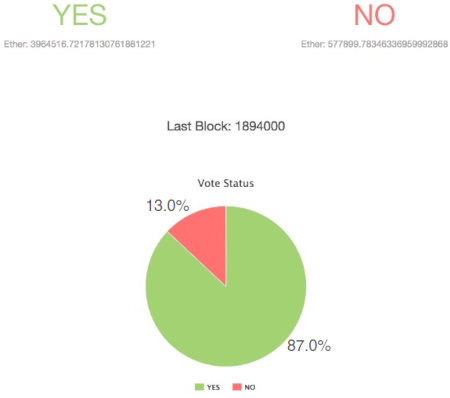 YES
NO
Ether: 3964516.72178130761881221
Ether: 577899.78346336959992868
Last Block: 1894000
Vote Status
13.0%
87.0%
YES
NO